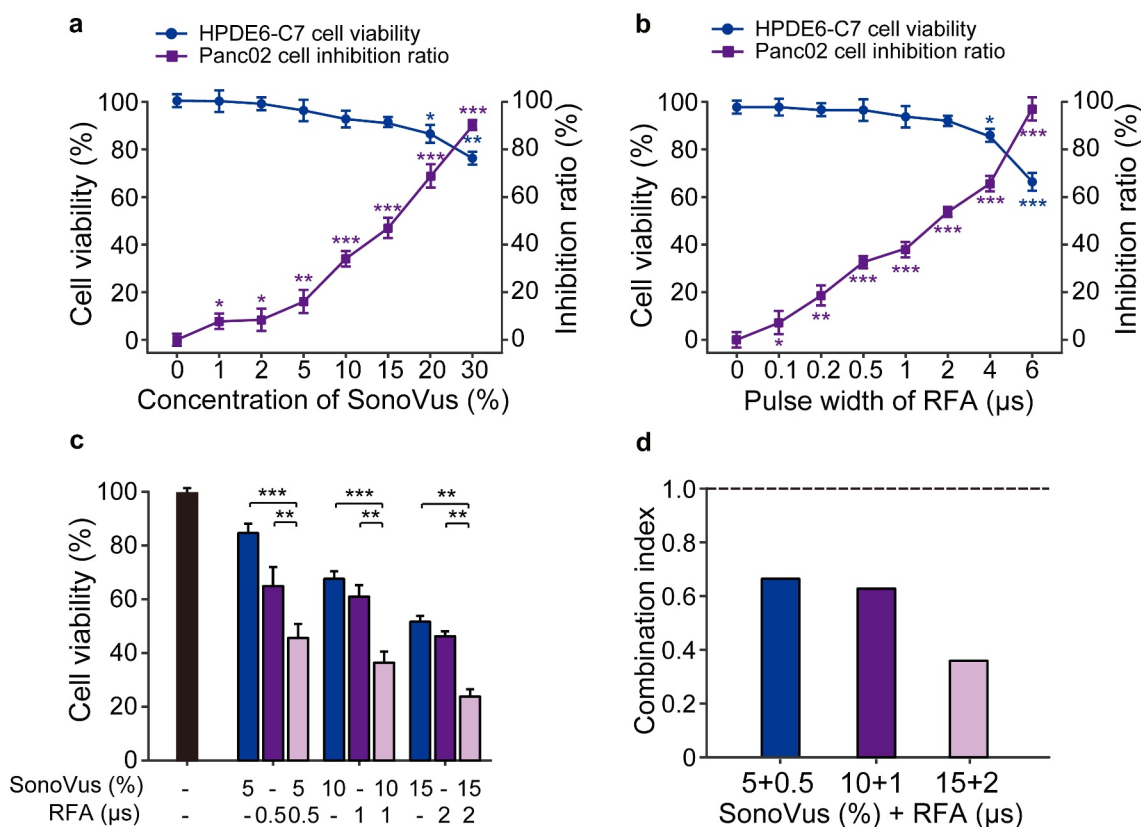 a
HPDE6-C7 cell viability
Panc02 cell inhibition ratio
Cell viability (%)
100
80
60
40
20
0
* ** *** *** *** *** ** * *
100
80
60
40
20
0
Inhibition ratio (%)
0 1 2 5 10 15 20 30
Concentration of SonoVus (%)
b
HPDE6-C7 cell viability
Panc02 cell inhibition ratio
Cell viability (%)
100
80
60
40
20
0
* *** *** *** *** *** *** ** *
100
80
60
40
20
0
Inhibition ratio (%)
0 0.1 0.2 0.5 1 2 4 6
Pulse width of RFA (µs)
c
Cell viability (%)
100
80
60
40
20
0
*** *** **
** ** **
SonoVus (%) - 5 - 5 10 - 10 15 - 15
RFA (µs) - - 0.5 0.5 - 1 1 - 2 2
d
Combination index
1.0
0.8
0.6
0.4
0.2
0
5+0.5 10+1 15+2
SonoVus (%) + RFA (µs)